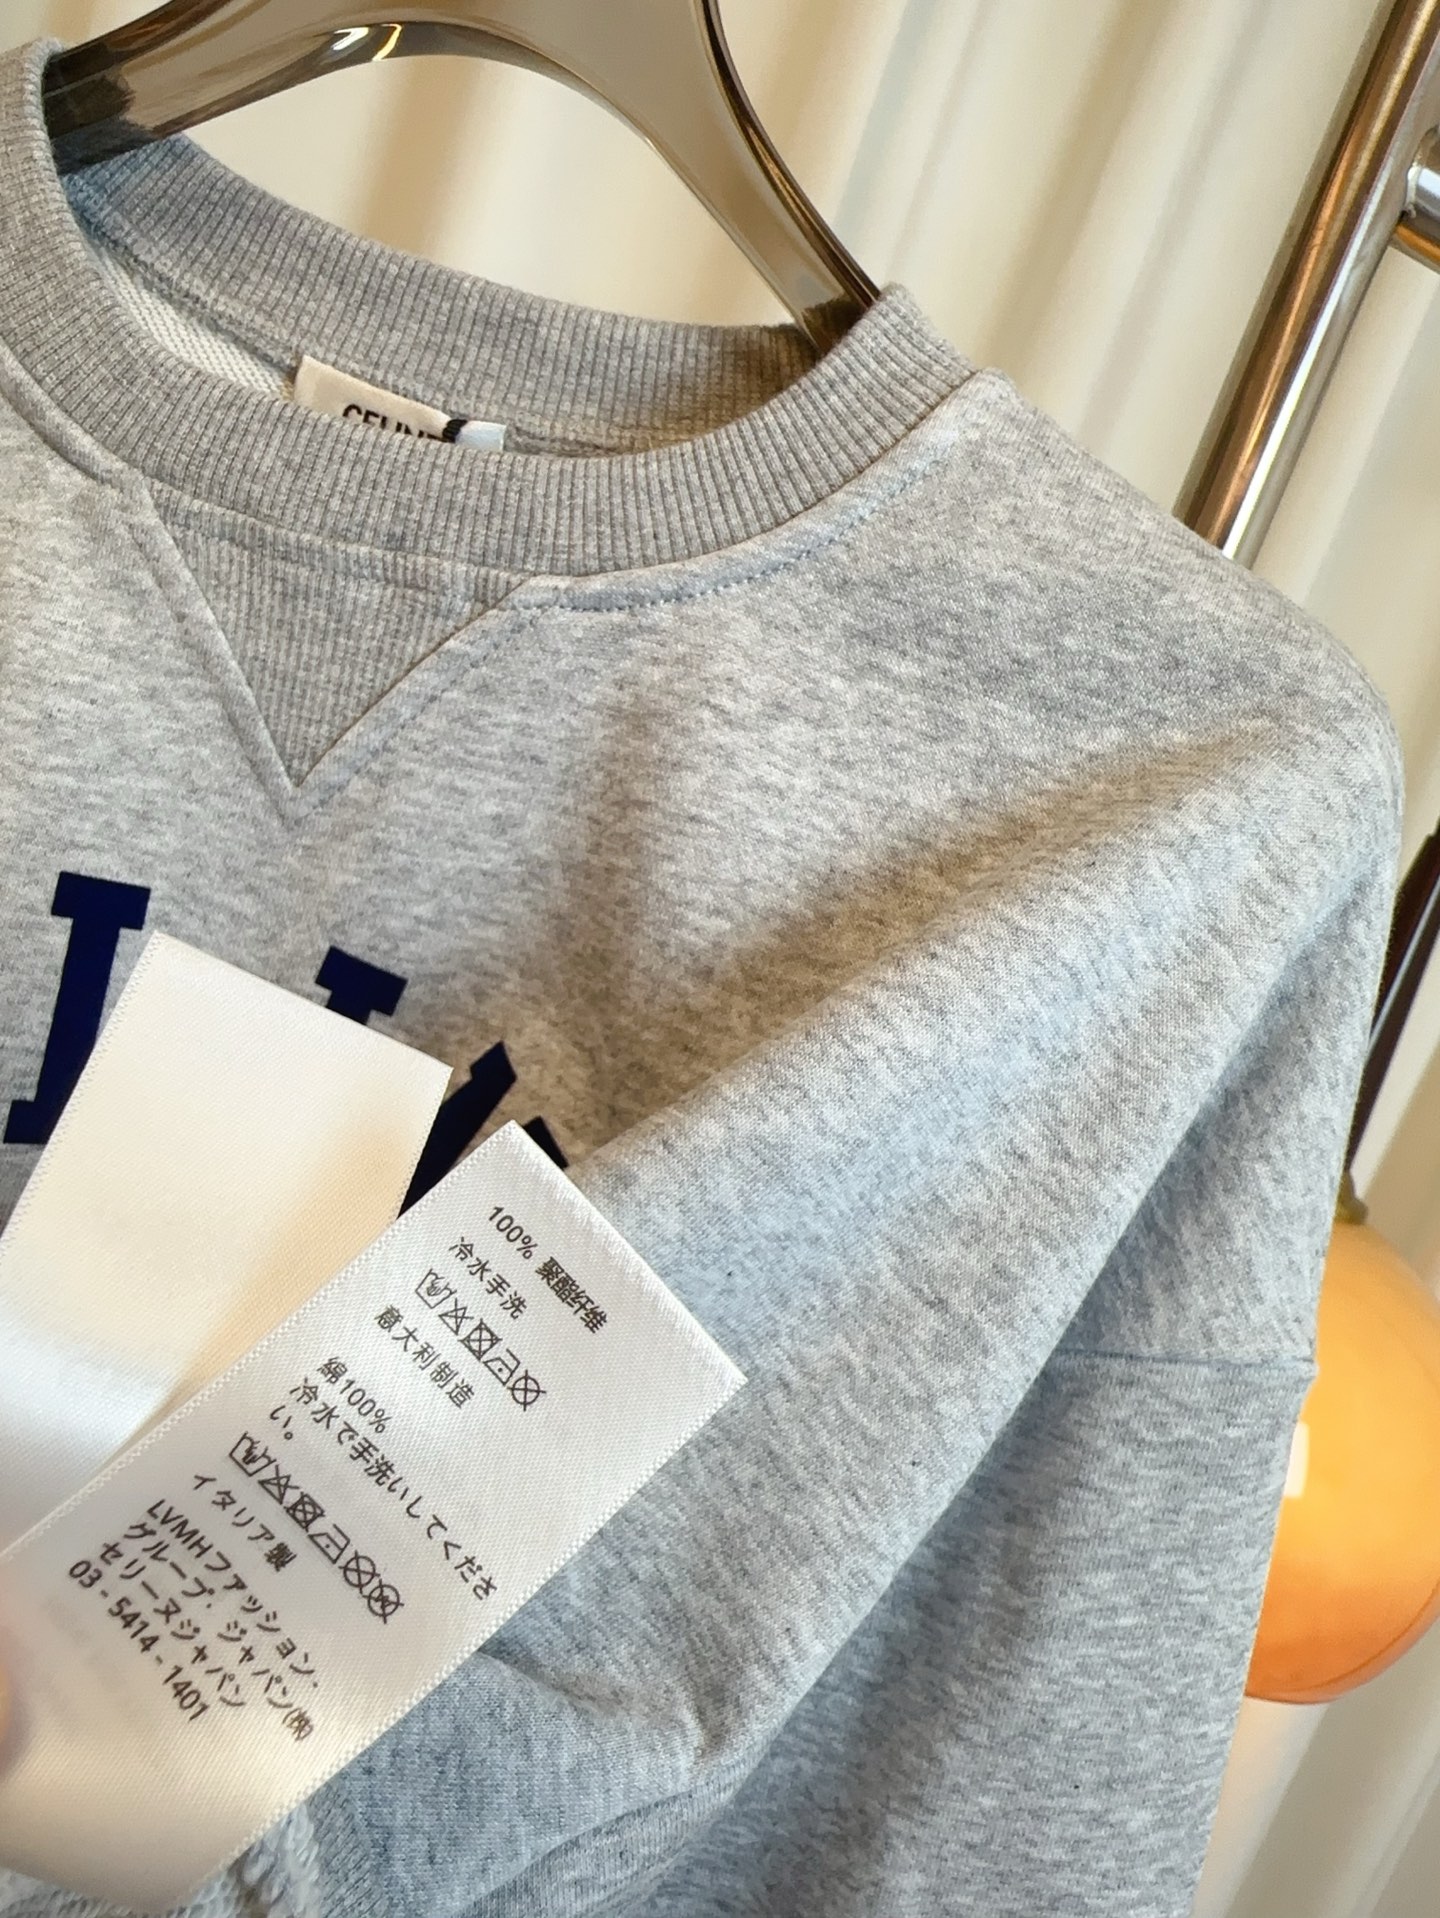 CELINE
100% 聚酯纤维
冷水手洗
意大利制造
綿100%
冷水で手洗いしてくださ
い。
イタリア製
LVMHファッション.
グループ. ジャパン(株)
セリーヌジャパン
03 - 5414 - 1401